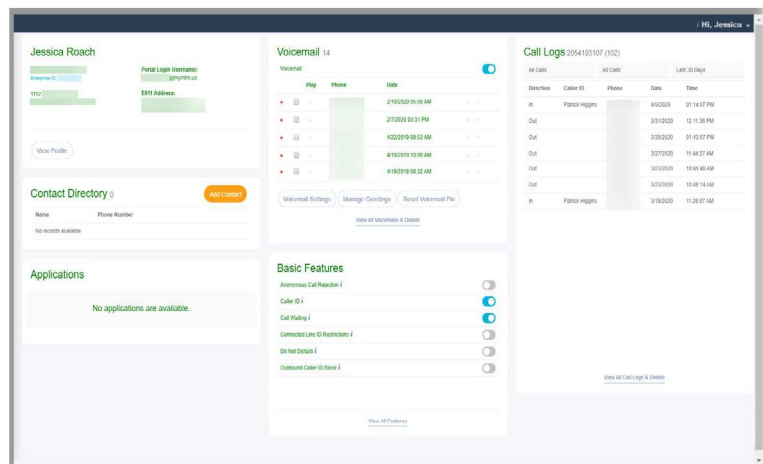 Hi, Jessica
Jessica Roach
Enterprise ID:
1152
Portal Login Username:
E911 Address:
View Profile
Contact Directory 0
Add Contact
Name Phone Number
No records available
Applications
No applications are available.
Voicemail 14
Voicemail
Play Phone Date
2/10/2020 05:58 AM
2/7/2020 03:31 PM
4/22/2019 08:53 AM
4/19/2019 10:09 AM
4/18/2019 08:32 AM
Voicemail Settings Manage Greetings Reset Voicemail Pin
View All Voicemails & Details
Basic Features
Anonymous Call Rejection i
Caller ID i
Call Waiting i
Connected Line ID Restrictions i
Do Not Disturb i
Outbound Caller ID Block i
View All Features
Call Logs 2054193107 (102)
All Calls All Calls Last 30 Days
Direction Caller ID Phone Date Time
In Patrick Higgins 4/9/2020 01:14:07 PM
Out 3/31/2020 12:11:36 PM
Out 3/30/2020 01:43:07 PM
Out 3/27/2020 11:44:27 AM
Out 3/23/2020 10:45:44 AM
Out 3/23/2020 10:45:14 AM
In Patrick Higgins 3/18/2020 11:28:07 AM
View All Call Logs & Details